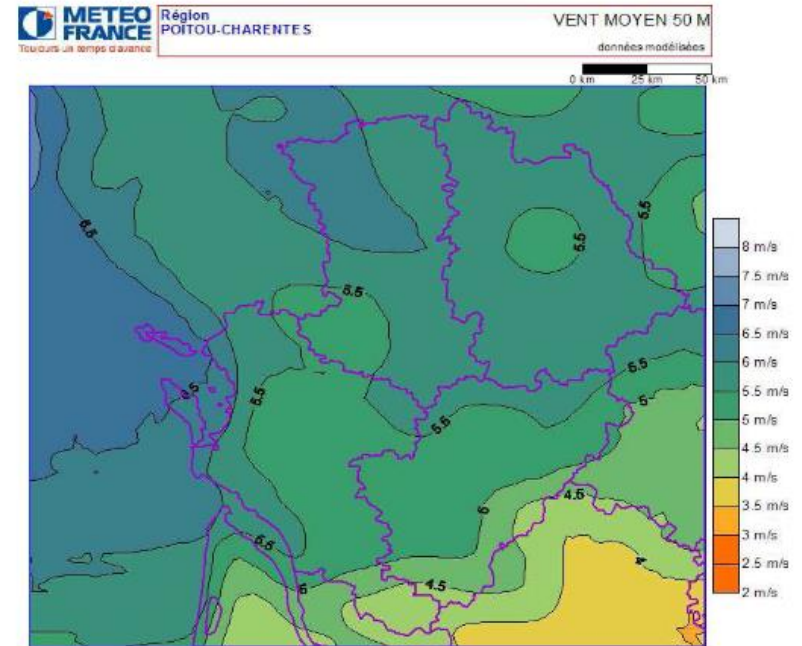 METEO
FRANCE
Toujours un temps d'avance
Région
POITOU-CHARENTES
VENT MOYEN 50 M
données modélisées
0 km 25 km 50 km
6.5
5.5
5.5
5.5
5.5
6.5
5.5
5.5
5
5
4.5
4
5.5
5
4.5
8 m/s
7.5 m/s
7 m/s
6.5 m/s
6 m/s
5.5 m/s
5 m/s
4.5 m/s
4 m/s
3.5 m/s
3 m/s
2.5 m/s
2 m/s